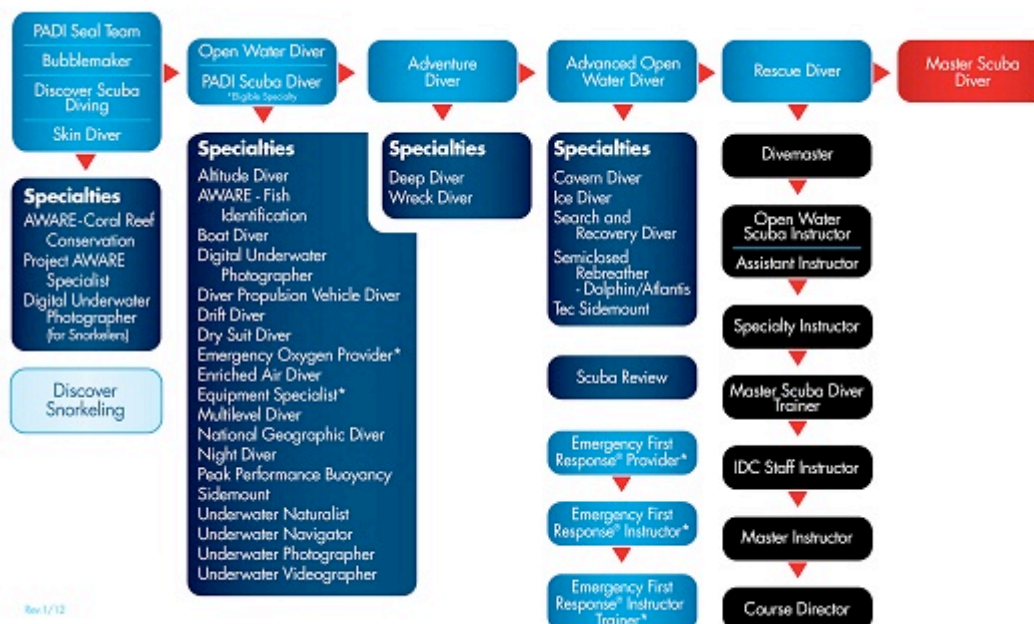 PADI Seal Team
Bubblemaker
Discover Scuba
Diving
Skin Diver
Specialties
AWARE - Coral Reef
Conservation
Project AWARE
Specialist
Digital Underwater
Photographer
(for Snorkelers)
Discover
Snorkeling
Open Water Diver
PADI Scuba Diver
*Eligible Specialty
Specialties
Altitude Diver
AWARE - Fish
Identification
Boat Diver
Digital Underwater
Photographer
Diver Propulsion Vehicle Diver
Drift Diver
Dry Suit Diver
Emergency Oxygen Provider*
Enriched Air Diver
Equipment Specialist*
Multilevel Diver
National Geographic Diver
Night Diver
Peak Performance Buoyancy
Sidemount
Underwater Naturalist
Underwater Navigator
Underwater Photographer
Underwater Videographer
Adventure
Diver
Specialties
Deep Diver
Wreck Diver
Advanced Open
Water Diver
Specialties
Cavern Diver
Ice Diver
Search and
Recovery Diver
Semiclosed
Rebreather
- Dolphin/Atlantis
Tec Sidemount
Scuba Review
Emergency First
Response® Provider*
Emergency First
Response® Instructor*
Emergency First
Response® Instructor
Trainer*
Rescue Diver
Divemaster
Open Water
Scuba Instructor
Assistant Instructor
Specialty Instructor
Master Scuba Diver
Trainer
IDC Staff Instructor
Master Instructor
Course Director
Master Scuba
Diver
Rev 1/12